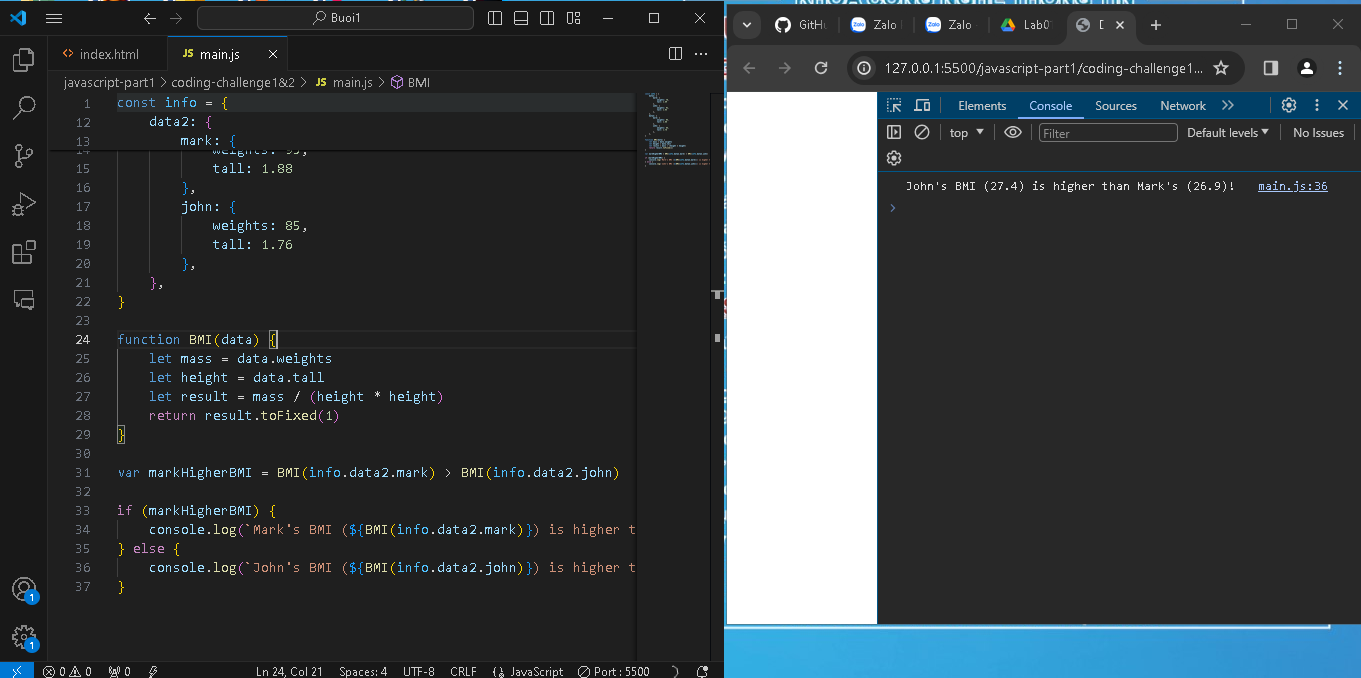 Buoi1
index.html
JS main.js
javascript-part1 > coding-challenge1&2 > JS main.js > BMI
1 const info = {
12 data2: {
13 mark: {
14 weights: 95,
15 tall: 1.88
16 },
17 john: {
18 weights: 85,
19 tall: 1.76
20 },
21 },
22 }
23
24 function BMI(data) {
25 let mass = data.weights
26 let height = data.tall
27 let result = mass / (height * height)
28 return result.toFixed(1)
29 }
30
31 var markHigherBMI = BMI(info.data2.mark) > BMI(info.data2.john)
32
33 if (markHigherBMI) {
34 console.log(`Mark's BMI (${BMI(info.data2.mark)}) is higher t
35 } else {
36 console.log(`John's BMI (${BMI(info.data2.john)}) is higher t
37 }
1
1
0 0 0 Ln 24, Col 21 Spaces: 4 UTF-8 CRLF {} JavaScript Port : 5500
GitHu Zalo Zalo Lab0
127.0.0.1:5500/javascript-part1/coding-challenge1...
Elements Console Sources Network
top Filter Default levels No Issues
John's BMI (27.4) is higher than Mark's (26.9)! main.js:36